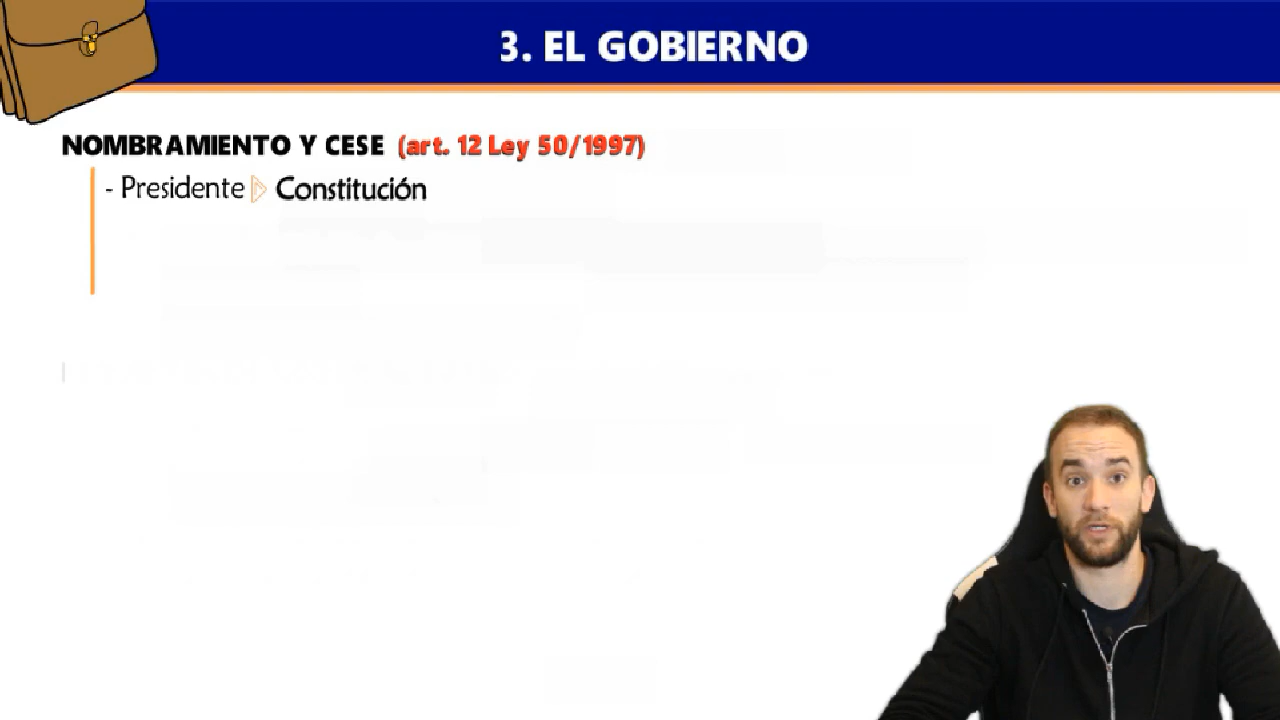 3. EL GOBIERNO
NOMBRAMIENTO Y CESE (art. 12 Ley 50/1997)
- Presidente Constitución